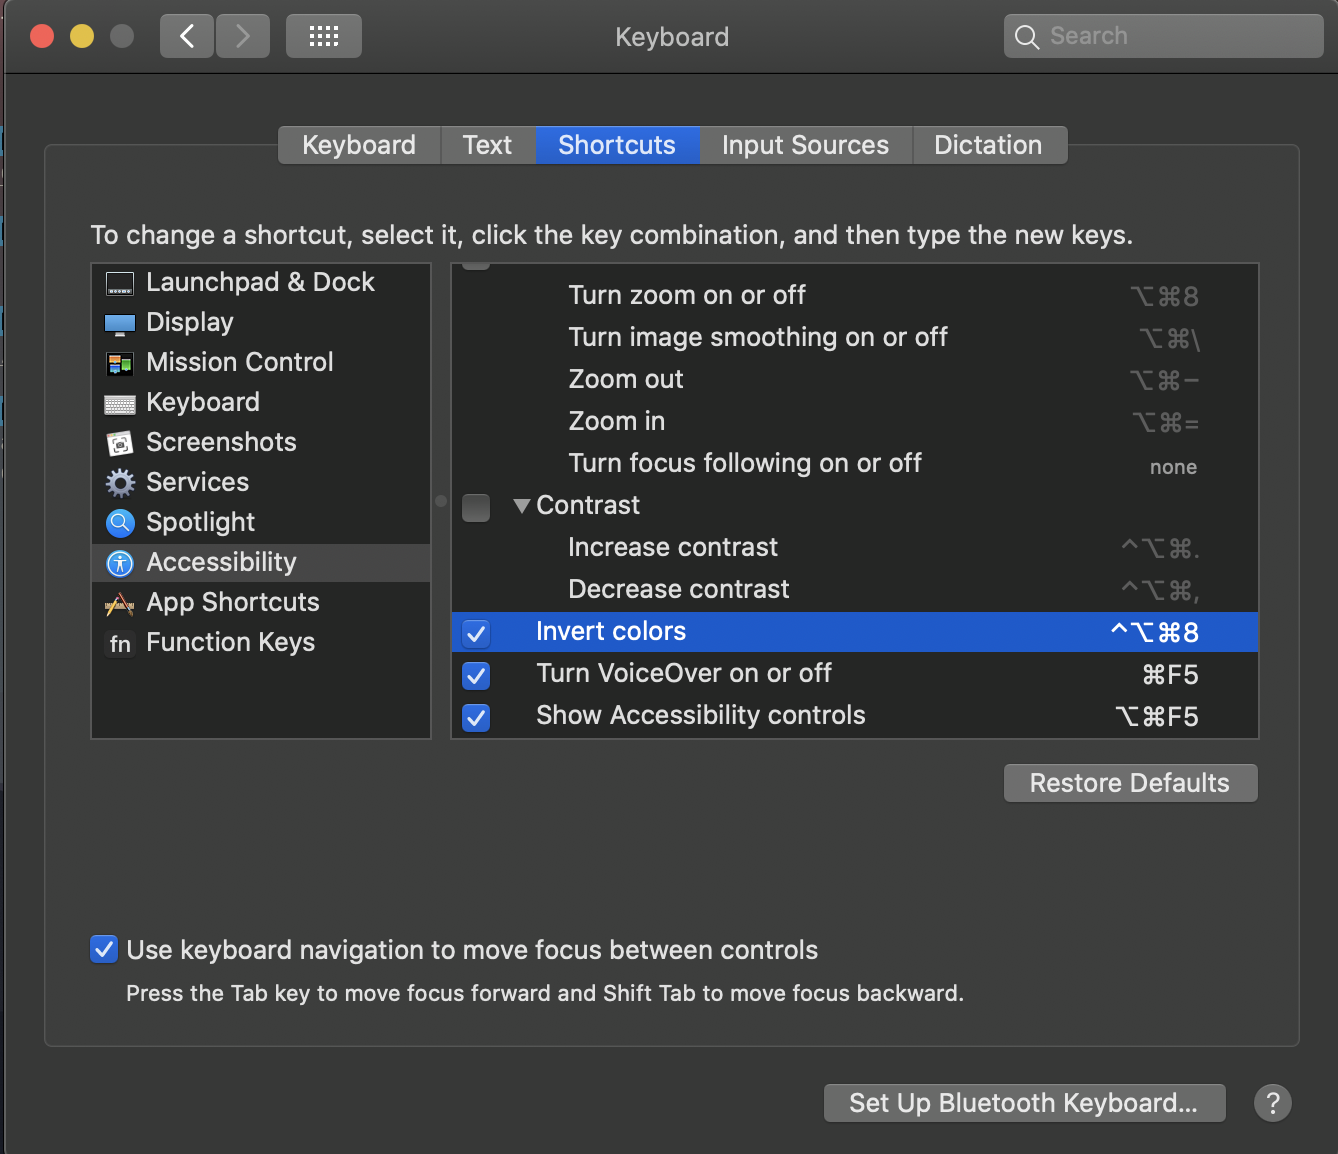 Keyboard
Search
Keyboard Text Shortcuts Input Sources Dictation
To change a shortcut, select it, click the key combination, and then type the new keys.
Launchpad & Dock
Display
Mission Control
Keyboard
Screenshots
Services
Spotlight
Accessibility
App Shortcuts
fn Function Keys
Turn zoom on or off ⌥⌘8
Turn image smoothing on or off ⌥⌘\
Zoom out ⌥⌘−
Zoom in ⌥⌘=
Turn focus following on or off none
Contrast
Increase contrast ^⌥⌘.
Decrease contrast ^⌥⌘,
Invert colors ^⌥⌘8
Turn VoiceOver on or off ⌘F5
Show Accessibility controls ⌥⌘F5
Restore Defaults
Use keyboard navigation to move focus between controls
Press the Tab key to move focus forward and Shift Tab to move focus backward.
Set Up Bluetooth Keyboard... ?